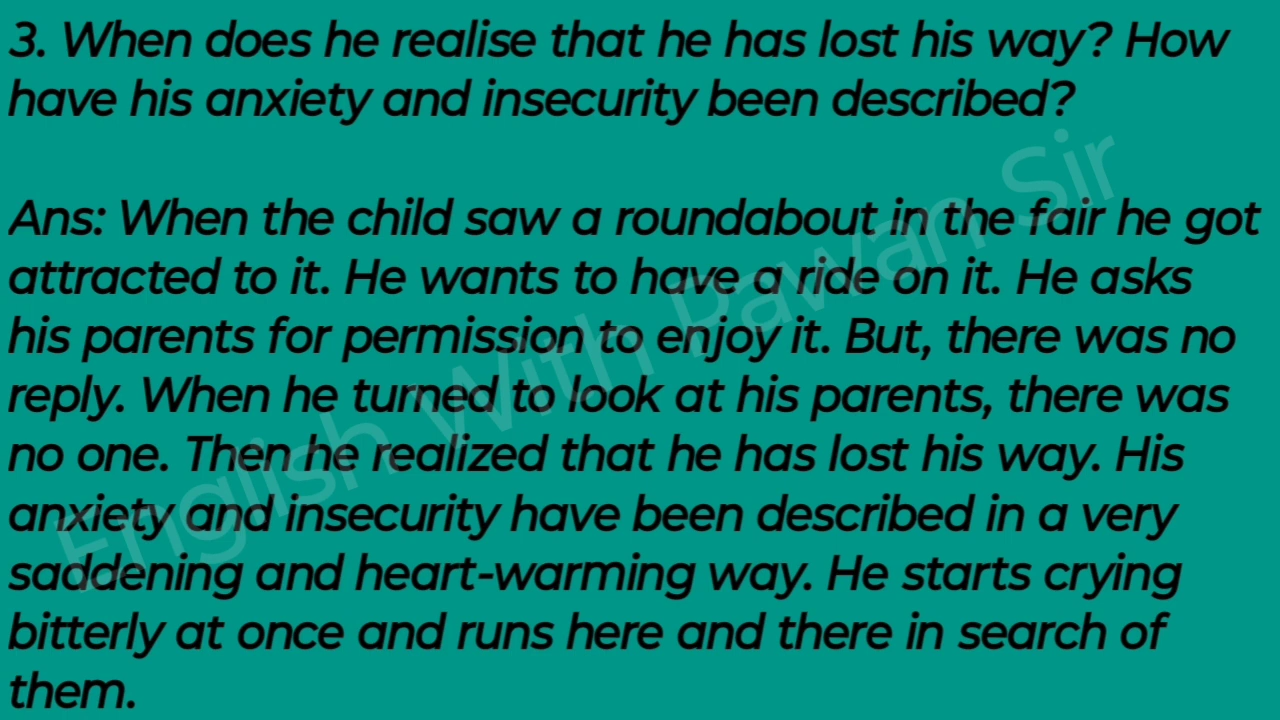 3. When does he realise that he has lost his way? How
have his anxiety and insecurity been described?
Ans: When the child saw a roundabout in the fair he got
attracted to it. He wants to have a ride on it. He asks
his parents for permission to enjoy it. But, there was no
reply. When he turned to look at his parents, there was
no one. Then he realized that he has lost his way. His
anxiety and insecurity have been described in a very
saddening and heart-warming way. He starts crying
bitterly at once and runs here and there in search of
them.
English With Pawan Sir